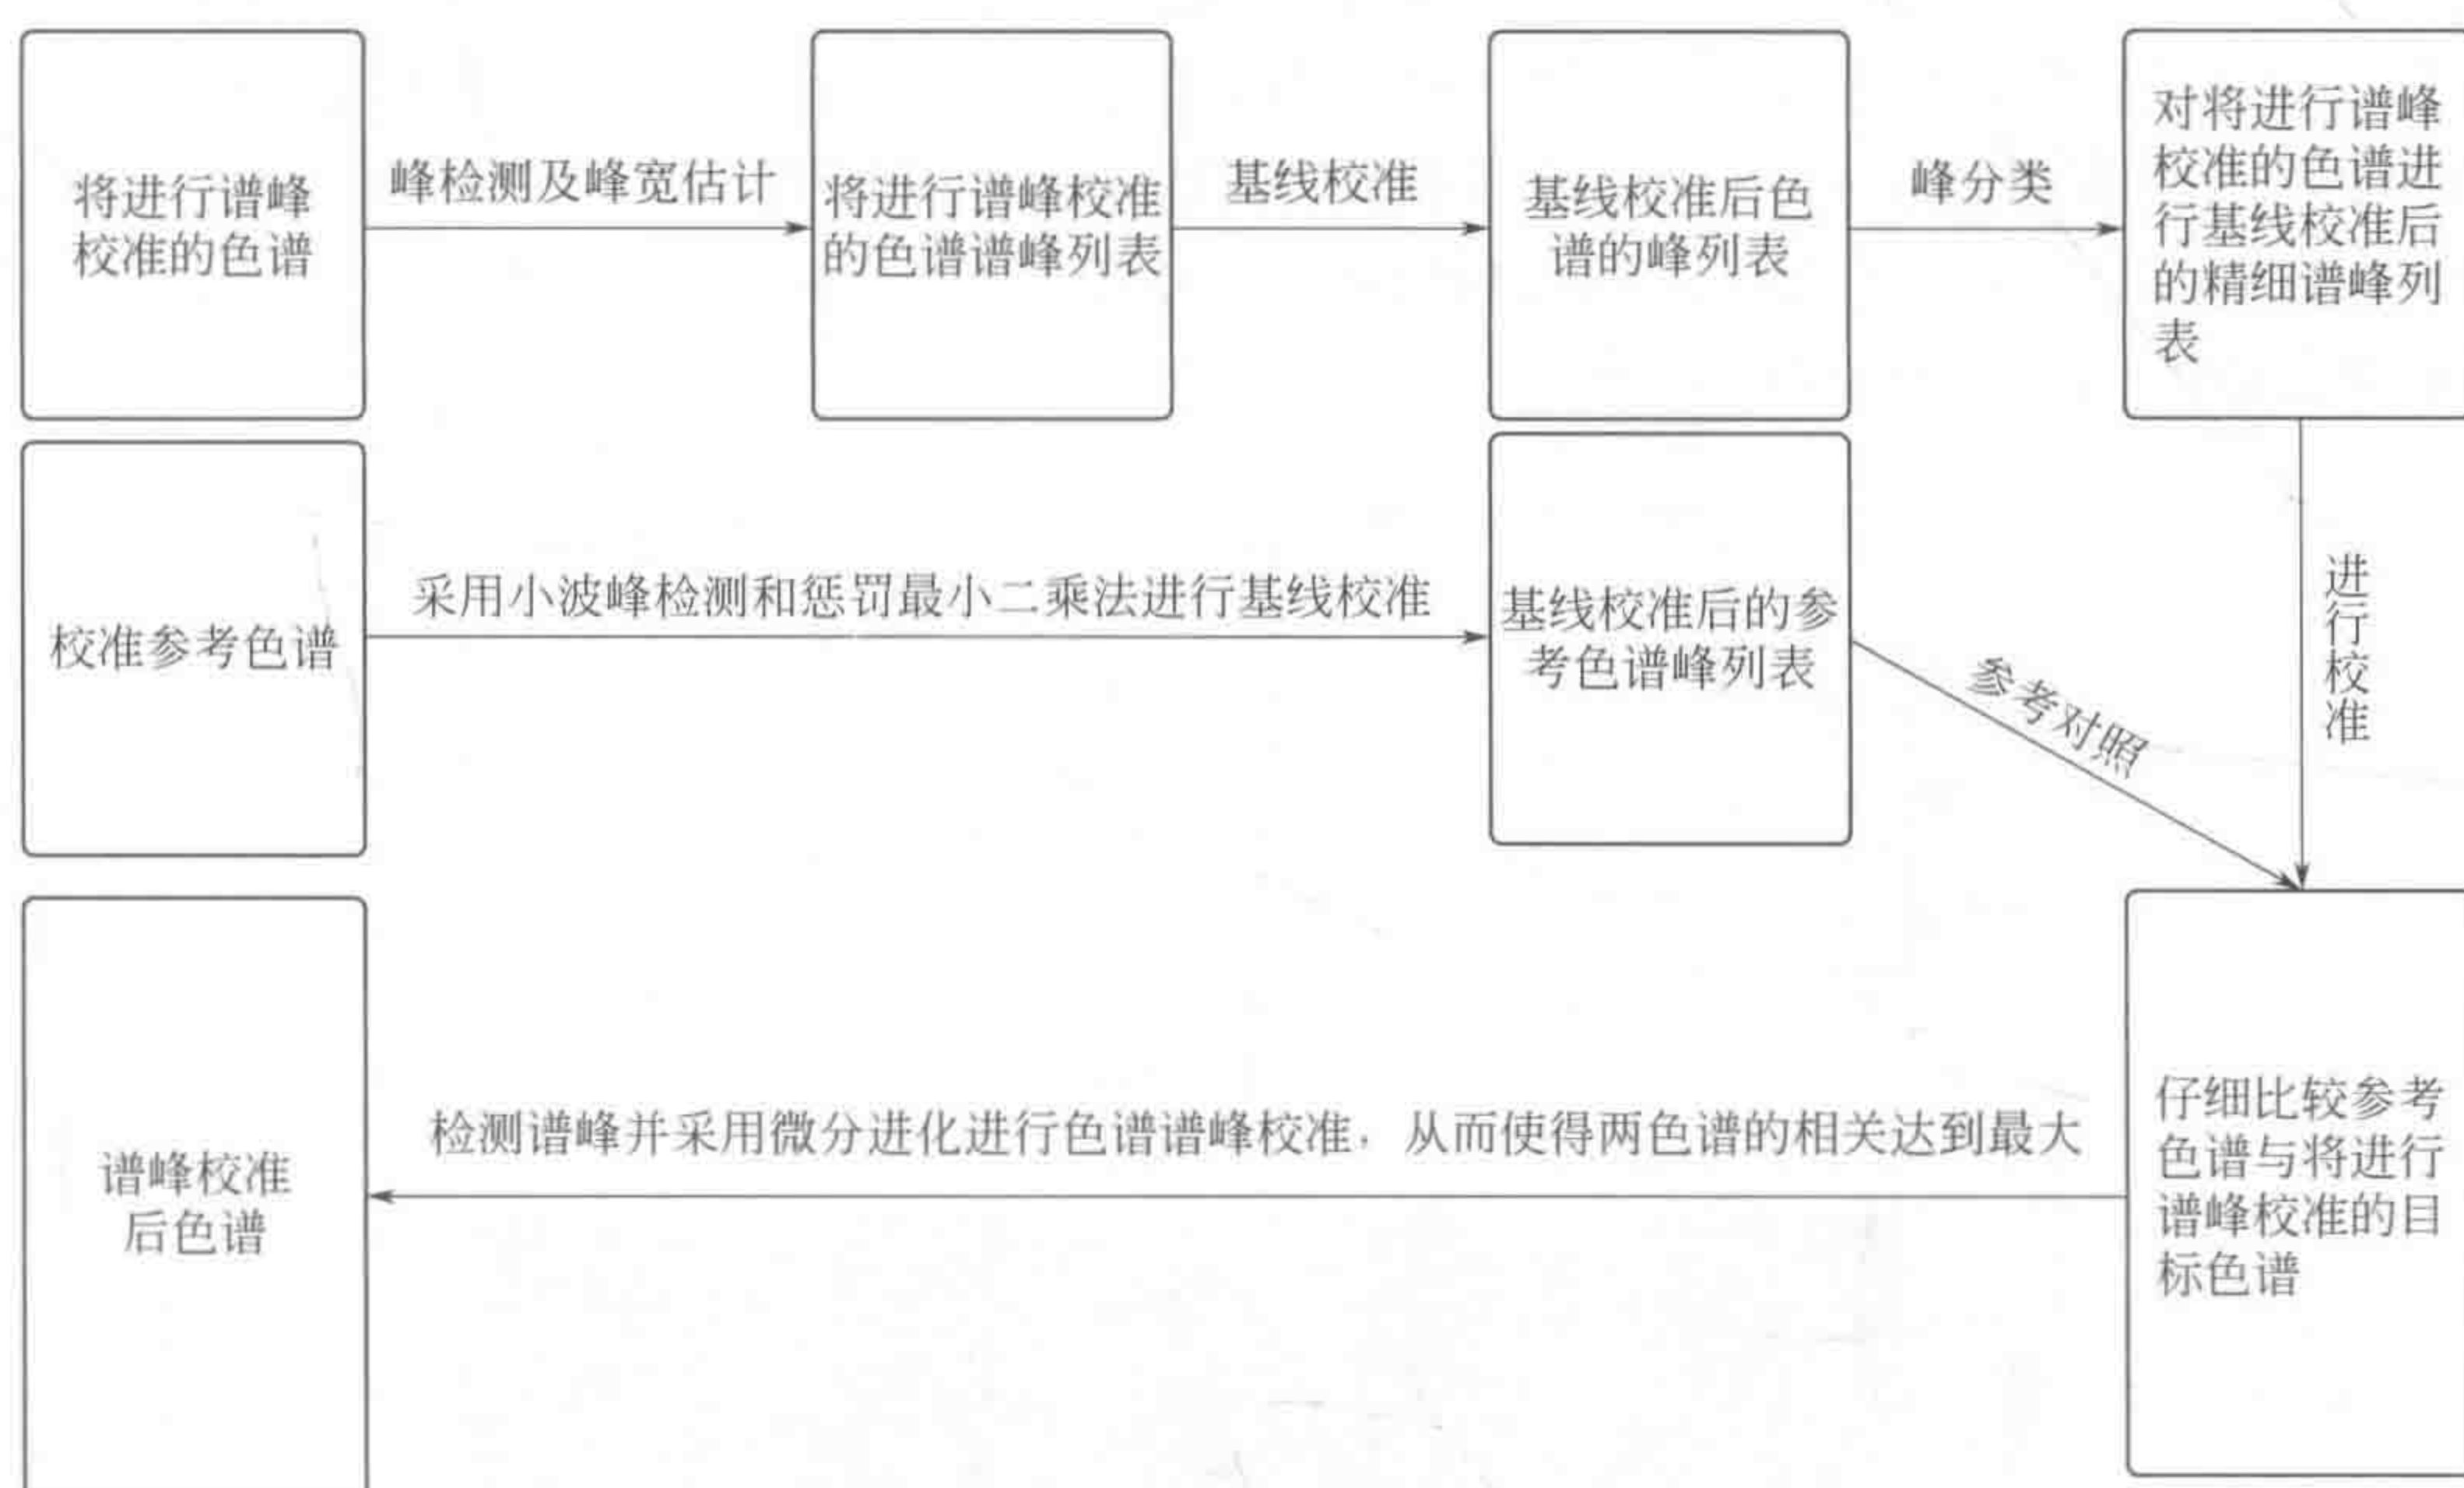 将进行谱峰
校准的色谱
峰检测及峰宽估计
将进行谱峰校准
的色谱谱峰列表
基线校准
基线校准后色
谱的峰列表
峰分类
对将进行谱峰
校准的色谱进
行基线校准后
的精细谱峰列
表
校准参考色谱
采用小波峰检测和惩罚最小二乘法进行基线校准
基线校准后的参
考色谱峰列表
参考对照
进行校准
谱峰校准
后色谱
检测谱峰并采用微分进化进行色谱谱峰校准，从而使得两色谱的相关达到最大
仔细比较参考
色谱与将进行
谱峰校准的目
标色谱